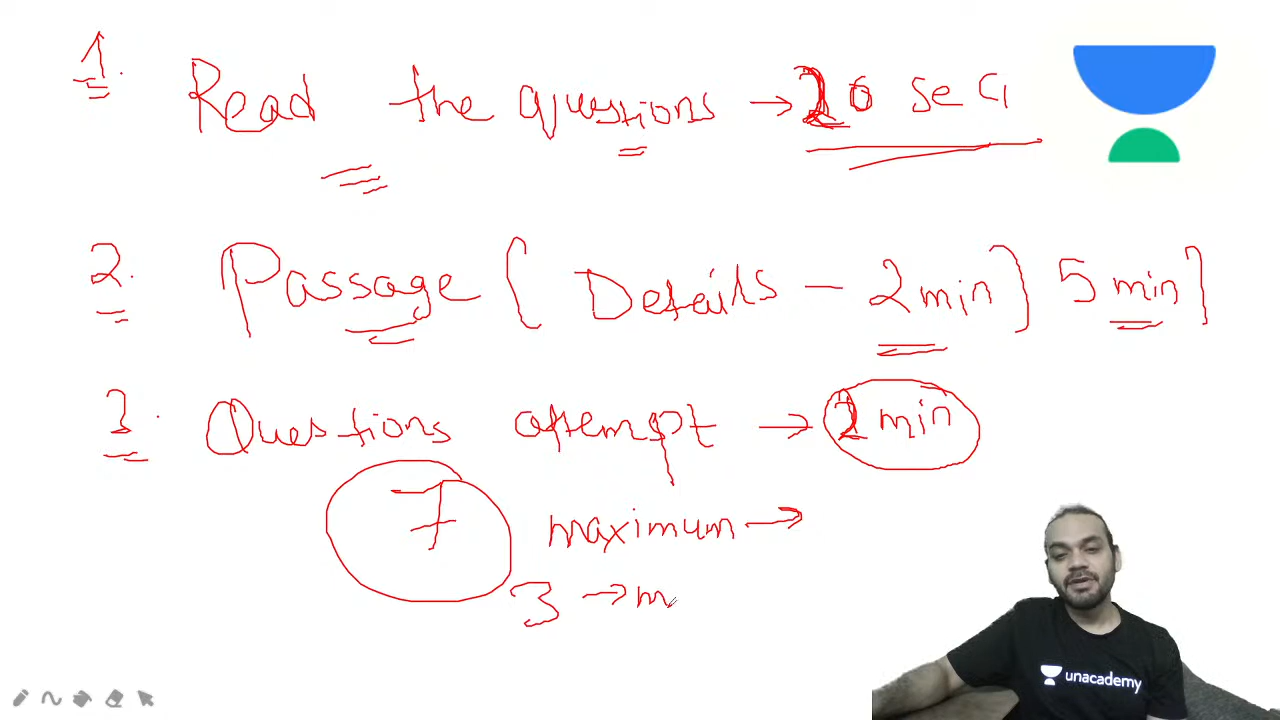 1. Read the questions → 20 sec
2. Passage [Details - 2 min] 5 min]
3. Questions attempt → 2 min
7 maximum →
3 → m
unacademy